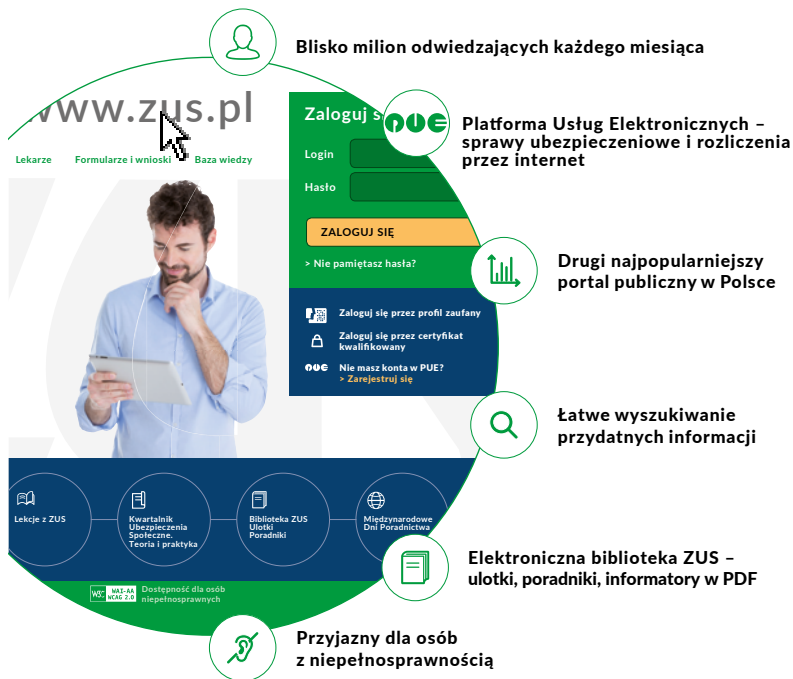 Blisko milion odwiedzających każdego miesiąca
www.zus.pl
Lekarze
Formularze i wnioski
Baza wiedzy
Zaloguj s
Login
Hasło
ZALOGUJ SIĘ
> Nie pamiętasz hasła?
PUE
Platforma Usług Elektronicznych –
sprawy ubezpieczeniowe i rozliczenia
przez internet
Drugi najpopularniejszy
portal publiczny w Polsce
Zaloguj się przez profil zaufany
Zaloguj się przez certyfikat
kwalifikowany
PUE
Nie masz konta w PUE?
> Zarejestruj się
Łatwe wyszukiwanie
przydatnych informacji
Lekcje z ZUS
Kwartalnik
Ubezpieczenia
Społeczne.
Teoria i praktyka
Biblioteka ZUS
Ulotki
Poradniki
Międzynarodowe
Dni Poradnictwa
Elektroniczna biblioteka ZUS –
ulotki, poradniki, informatory w PDF
W3C WAI-AA
WCAG 2.0
Dostępność dla osób
niepełnosprawnych
Przyjazny dla osób
z niepełnosprawnością